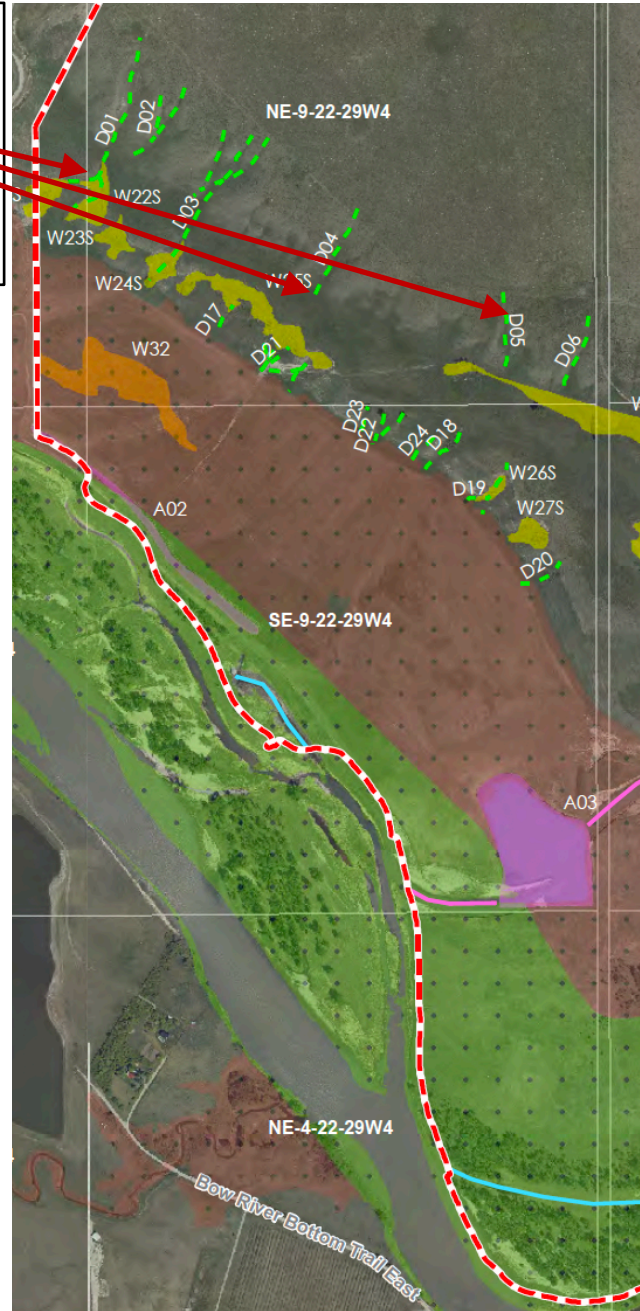 NE-9-22-29W4
D01
D02
D03
D04
D05
D06
S
W22S
W23S
W24S
D17
D21
W32
D23
D22
D24
D18
W
D19
W26S
W27S
D20
A02
SE-9-22-29W4
4
A03
NE-4-22-29W4
4
Bow River Bottom Trail East